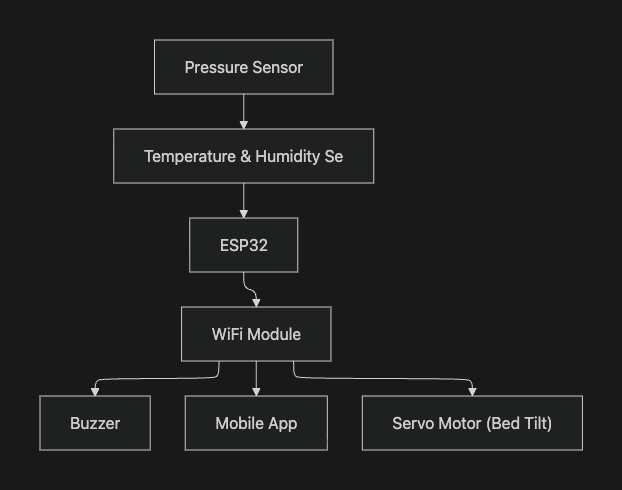 Pressure Sensor
Temperature & Humidity Se
ESP32
WiFi Module
Buzzer
Mobile App
Servo Motor (Bed Tilt)